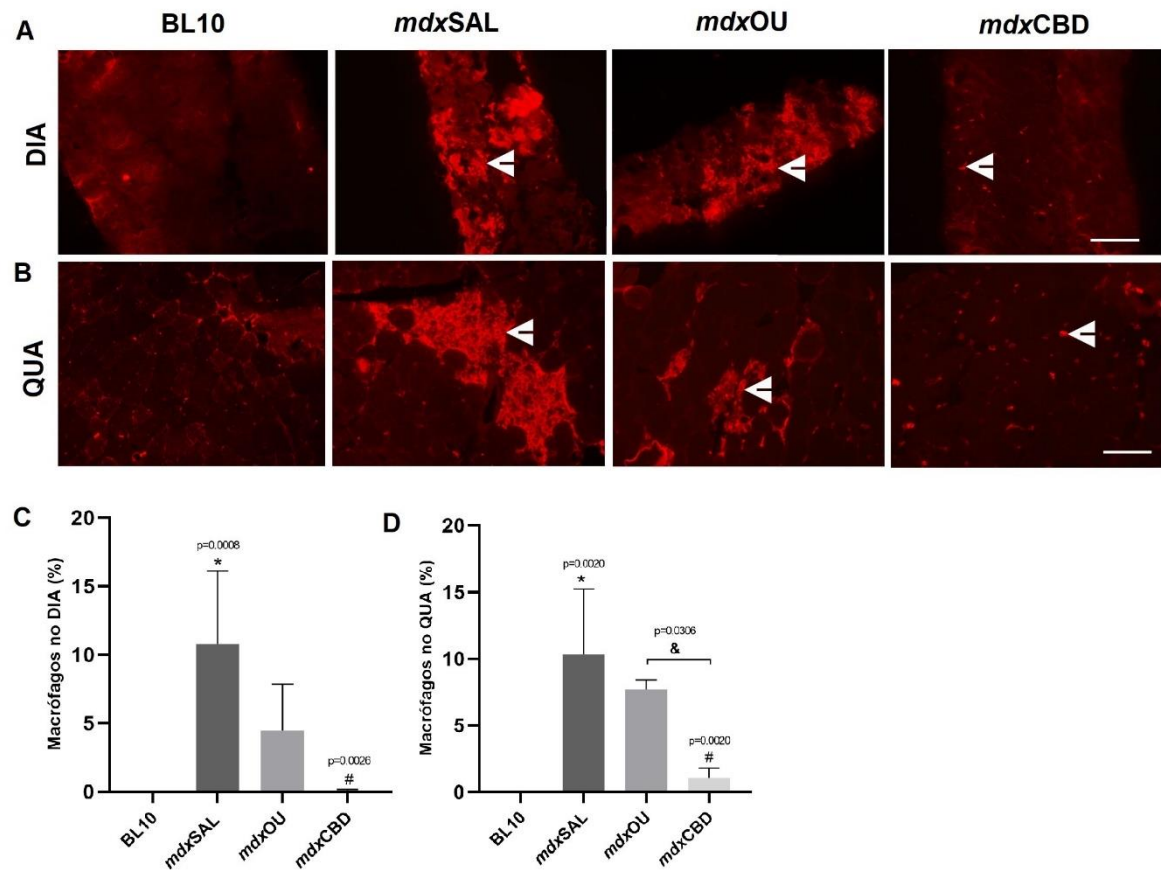 A
BL10
mdxSAL
mdxOU
mdxCBD
DIA
B
QUA
C
Macrófagos no DIA (%)
20
15
10
5
0
p=0.0008
*
p=0.0026
#
BL10
mdxSAL
mdxOU
mdxCBD
D
Macrófagos no QUA (%)
20
15
10
5
0
p=0.0020
*
p=0.0306
&
p=0.0020
#
BL10
mdxSAL
mdxOU
mdxCBD